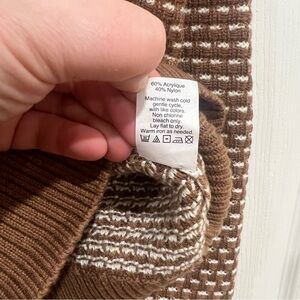 60% Acrylique
40% Nylon
Machine wash cold
gentle cycle,
with like colors.
Non chlorine
bleach only.
Lay flat to dry.
Warm iron as needed.